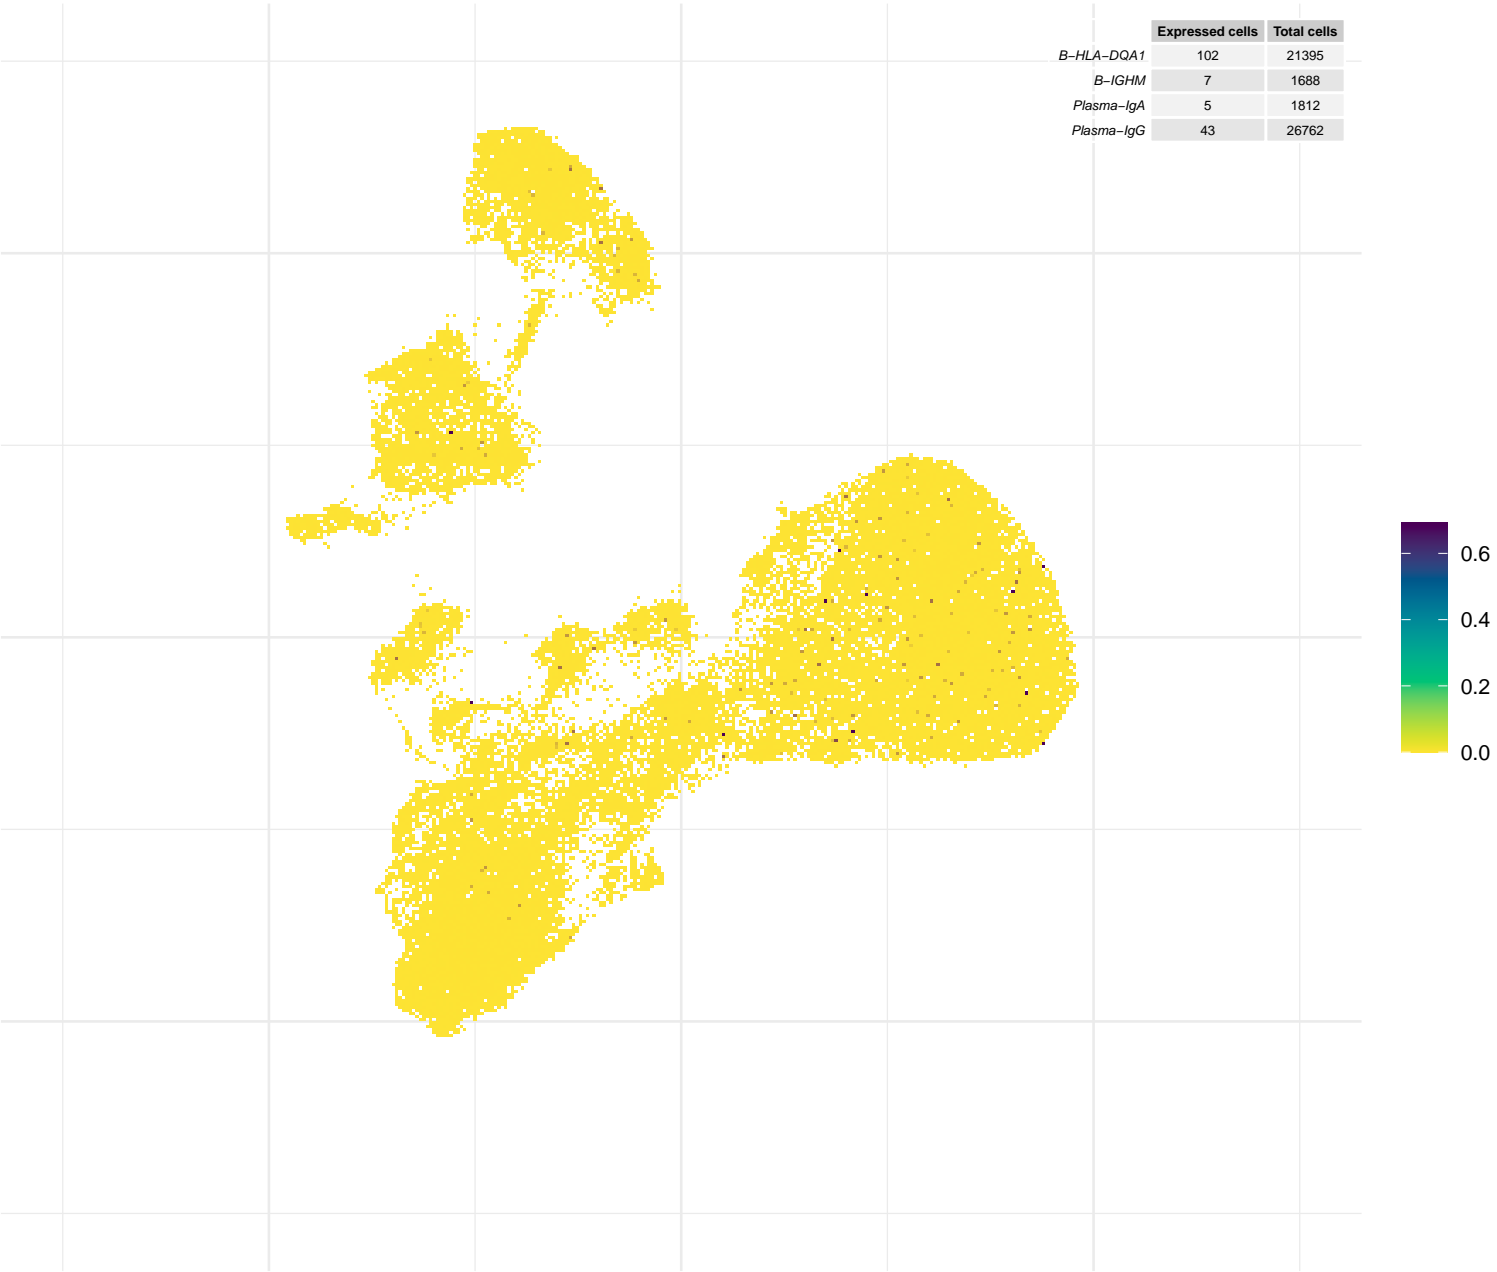 Expressed cells Total cells
B−HLA−DQA1 102 21395
B−IGHM 7 1688
Plasma−IgA 5 1812
Plasma−IgG 43 26762
0.6
0.4
0.2
0.0